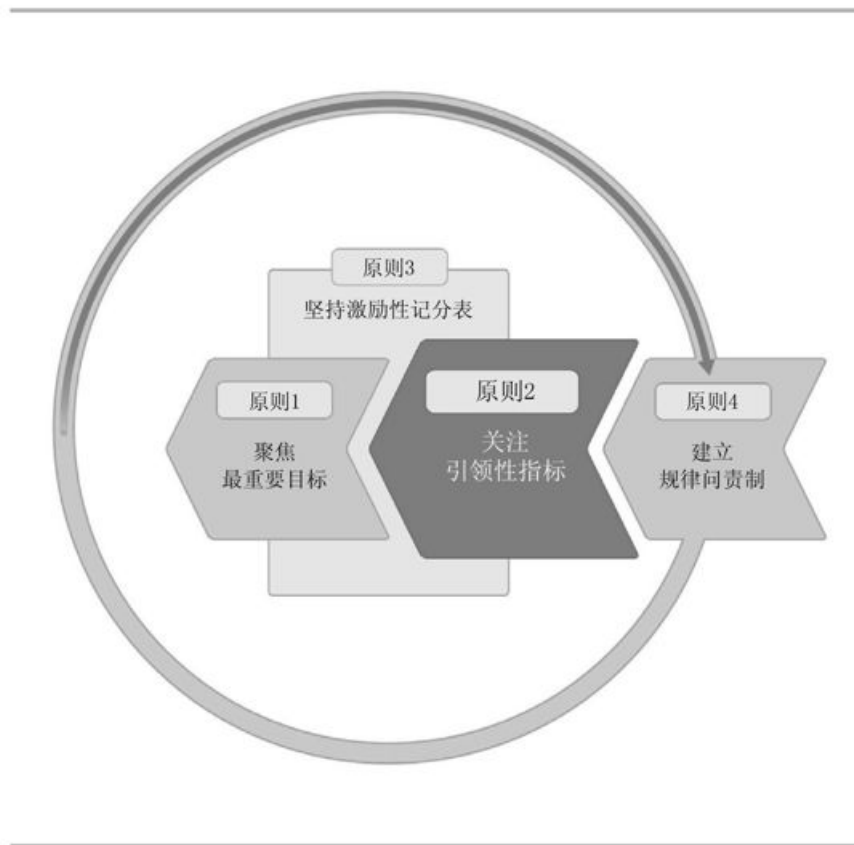 原则3
坚持激励性记分表
原则1
聚焦
最重要目标
原则2
关注
引领性指标
原则4
建立
规律问责制